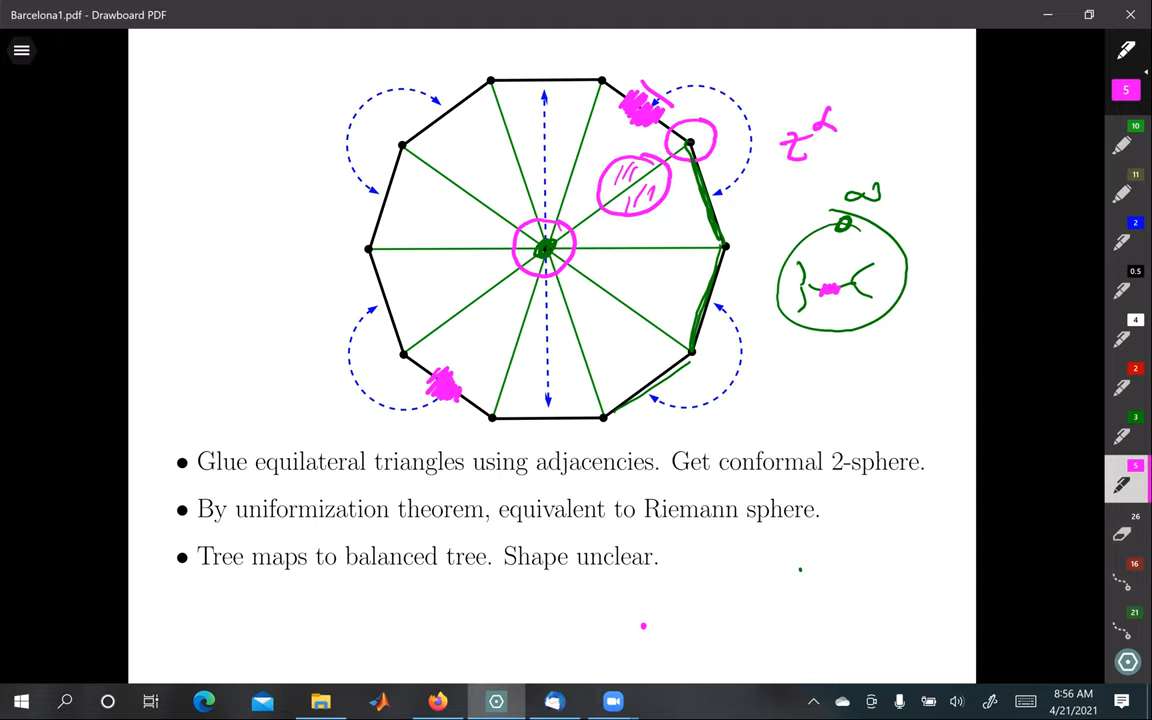 Barcelona1.pdf - Drawboard PDF
5
10
z^α
11
∞
2
0.5
4
2
3
• Glue equilateral triangles using adjacencies. Get conformal 2-sphere.
5
• By uniformization theorem, equivalent to Riemann sphere.
26
• Tree maps to balanced tree. Shape unclear.
16
21
8:56 AM
4/21/2021